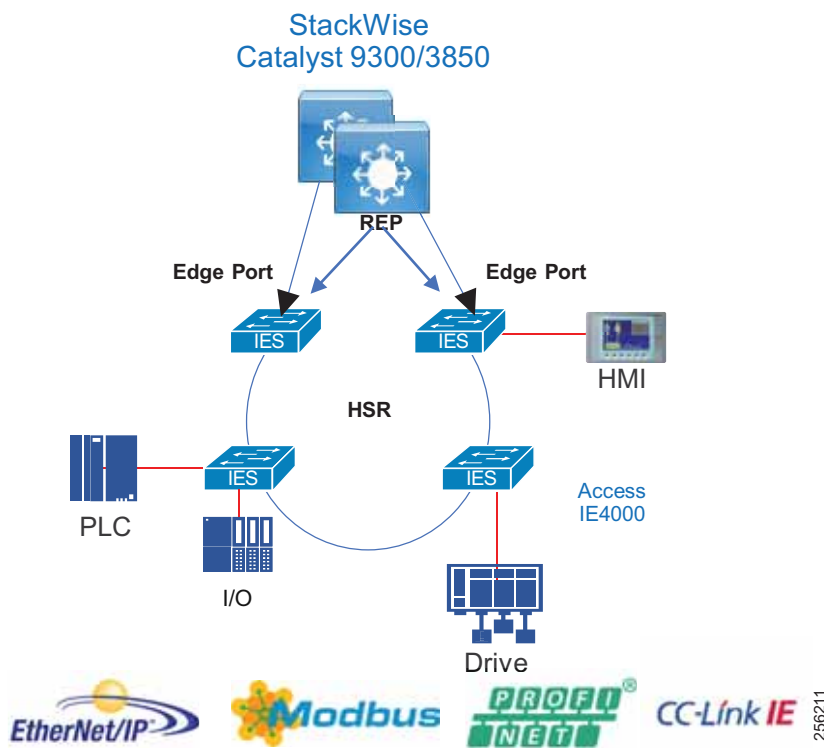 StackWise
Catalyst 9300/3850
REP
Edge Port
Edge Port
IES
IES
HMI
HSR
IES
IES
PLC
Access
IE4000
I/O
Drive
EtherNet/IP
Modbus
PROFI
NET
®
CC-Link IE
256211